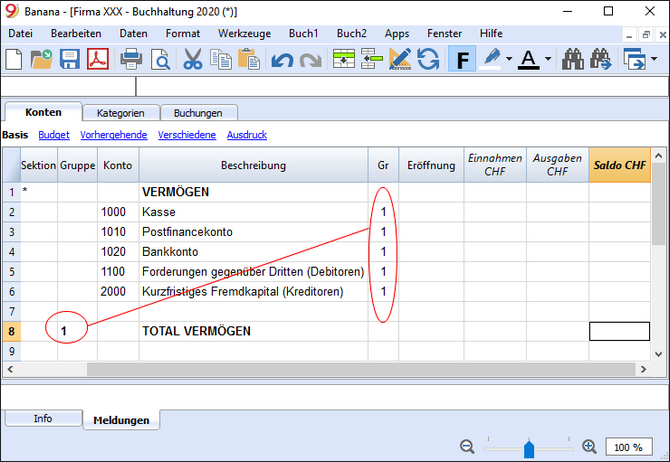 9 Banana - [Firma XXX - Buchhaltung 2020 (*)]
Datei Bearbeiten Daten Format Werkzeuge Buch1 Buch2 Apps Fenster Hilfe
F A
Konten Kategorien Buchungen
Basis Budget Vorhergehende Verschiedene Ausdruck
Sektion Gruppe Konto Beschreibung Gr Eröffnung Einnahmen CHF Ausgaben CHF Saldo CHF
1 * VERMÖGEN
2 1000 Kasse 1
3 1010 Postfinancekonto 1
4 1020 Bankkonto 1
5 1100 Forderungen gegenüber Dritten (Debitoren) 1
6 2000 Kurzfristiges Fremdkapital (Kreditoren) 1
7
8 1 TOTAL VERMÖGEN
9
Info Meldungen
100 %